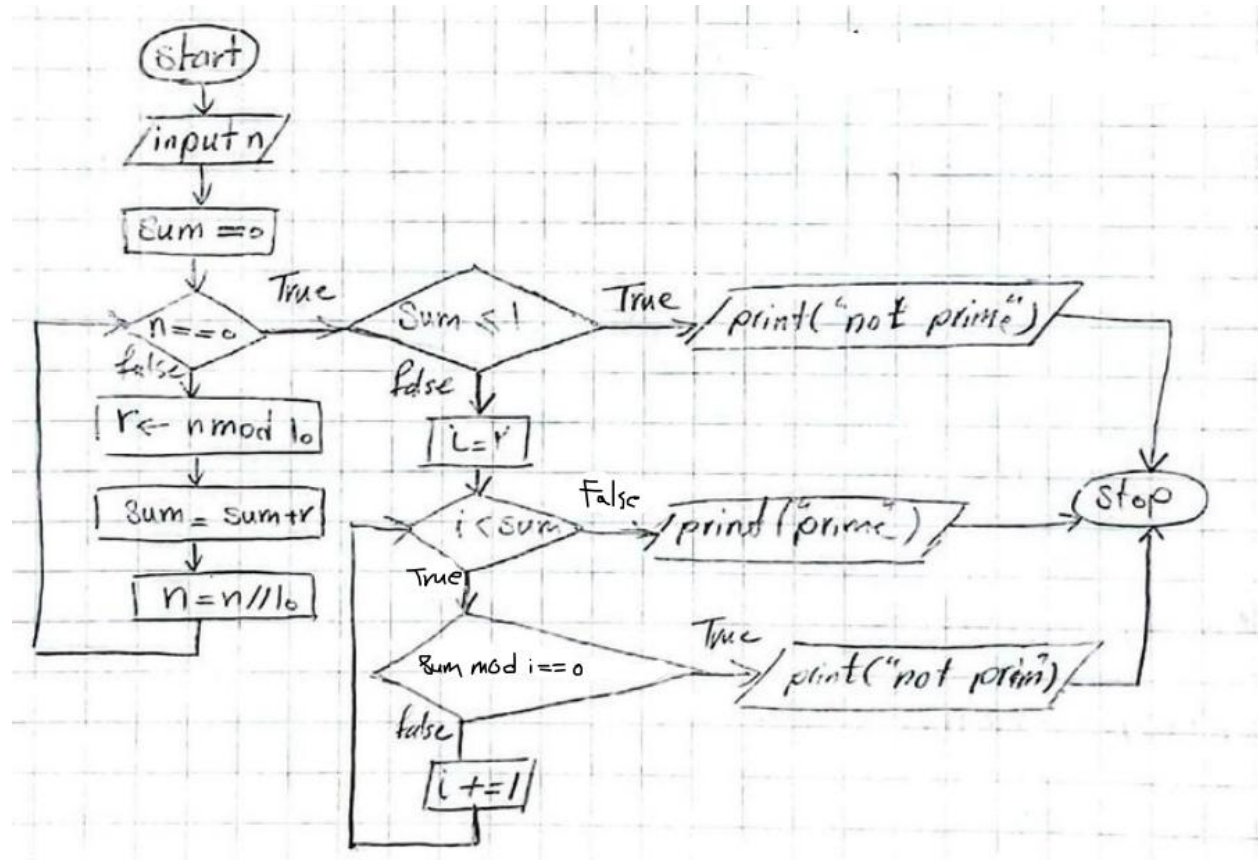 start
input n
sum == 0
n==0
True
false
r← n mod 10
sum = sum+r
n=n//10
Sum ≤ 1
True
print("not prime")
false
i=r
i < sum
False
print("prime")
True
sum mod i==0
True
print("not prim")
false
i +=1
stop